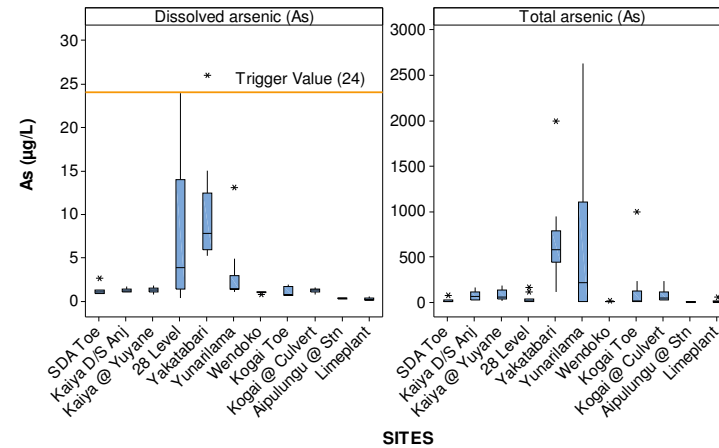 Dissolved arsenic (As)
Total arsenic (As)
As (µg/L)
30
25
20
15
10
5
0
Trigger Value (24)
3000
2500
2000
1500
1000
500
0
SDA Toe
Kaiya D/S Anj
Kaiya @ Yuyane
28 Level
Yakatabari
Yunarilama
Wendoko
Kogai Toe
Kogai @ Culvert
Aipulungu @ Stn
Limeplant
SDA Toe
Kaiya D/S Anj
Kaiya @ Yuyane
28 Level
Yakatabari
Yunarilama
Wendoko
Kogai Toe
Kogai @ Culvert
Aipulungu @ Stn
Limeplant
SITES